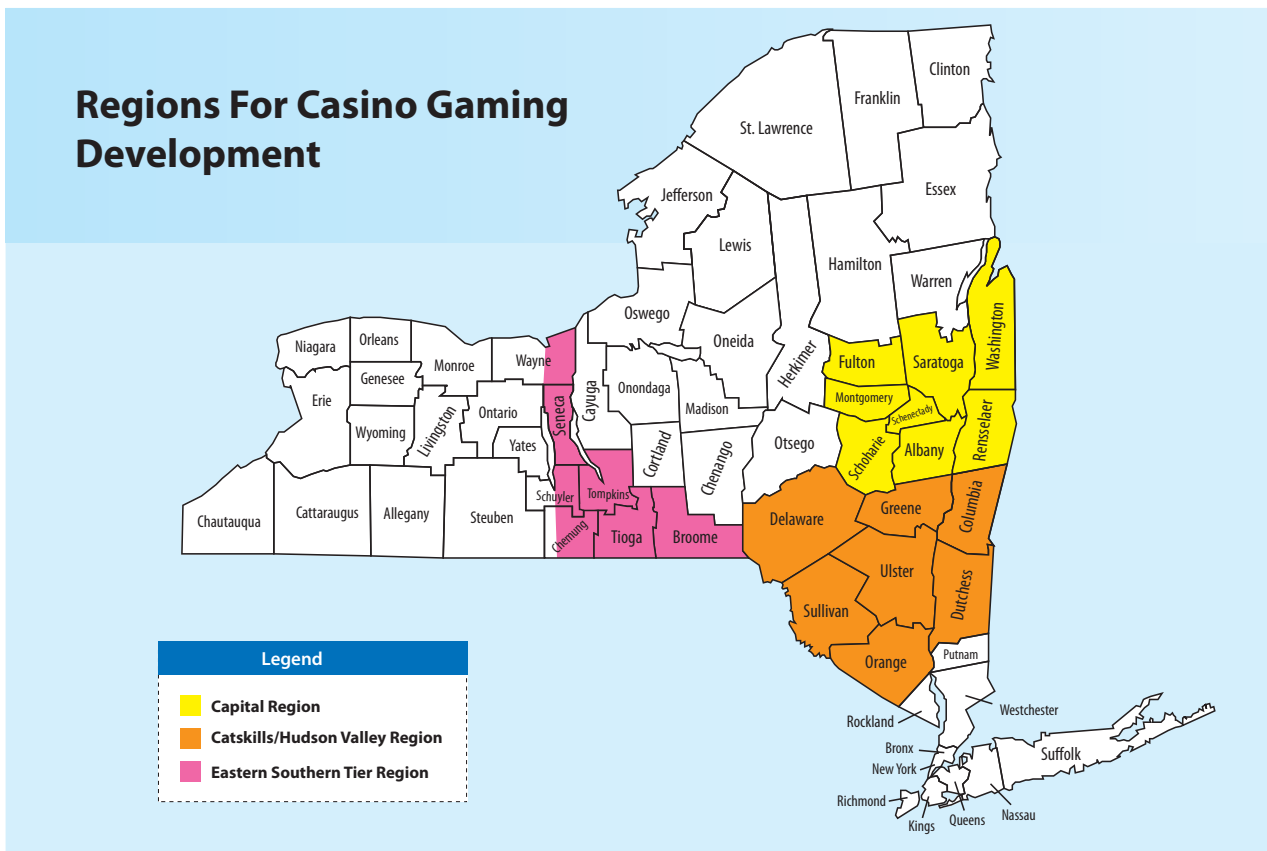 Regions For Casino Gaming
Development
Clinton
Franklin
St. Lawrence
Essex
Jefferson
Lewis
Hamilton
Warren
Washington
Oswego
Oneida
Herkimer
Fulton
Saratoga
Niagara
Orleans
Monroe
Wayne
Genesee
Erie
Wyoming
Livingston
Ontario
Yates
Seneca
Cayuga
Onondaga
Madison
Montgomery
Schenectady
Rensselaer
Otsego
Schoharie
Albany
Cortland
Chenango
Schuyler
Tompkins
Chautauqua
Cattaraugus
Allegany
Steuben
Chemung
Tioga
Broome
Delaware
Greene
Columbia
Ulster
Dutchess
Sullivan
Orange
Putnam
Rockland
Westchester
Bronx
New York
Suffolk
Richmond
Kings
Queens
Nassau
Legend
Capital Region
Catskills/Hudson Valley Region
Eastern Southern Tier Region